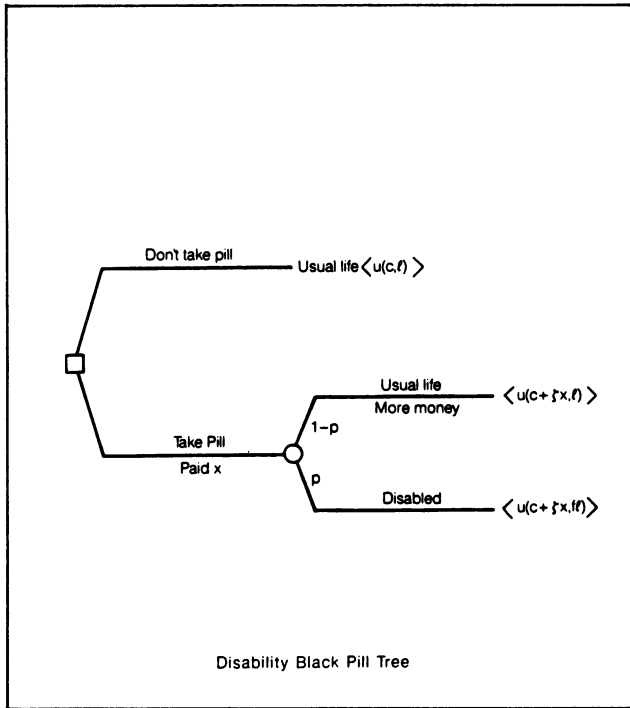 Don't take pill
Usual life <u(c,ℓ)>
Usual life
More money
<u(c+ζx,ℓ)>
1-p
Take Pill
Paid x
p
Disabled
<u(c+ζx,fℓ)>
Disability Black Pill Tree